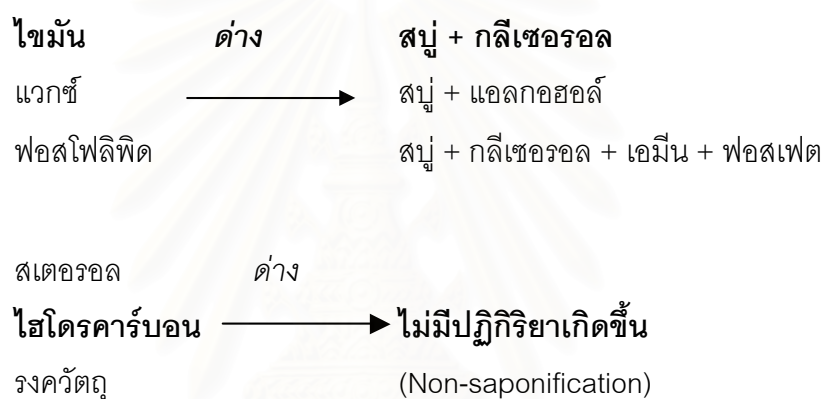 ไขมัน ด่าง สบู่ + กลีเซอรอล
แวกซ์ สบู่ + แอลกอฮอล์
ฟอสโฟลิพิด สบู่ + กลีเซอรอล + เอมีน + ฟอสเฟต
สเตอรอล ด่าง
ไฮโดรคาร์บอน ไม่มีปฏิกิริยาเกิดขึ้น
รงควัตถุ (Non-saponification)